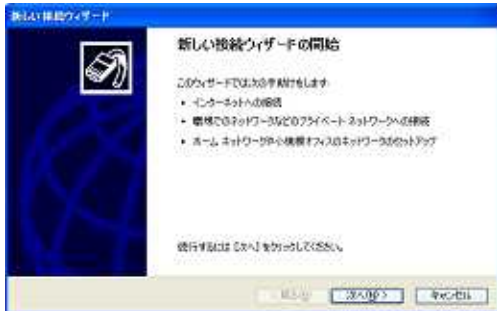 新しい接続ウィザード
新しい接続ウィザードの開始
このウィザードでは次の手助けをします:
• インターネットへの接続
• 職場でのネットワークなどのプライベート ネットワークへの接続
• ホーム ネットワークや小規模オフィスのネットワークのセットアップ
続行するには [次へ] をクリックしてください。
< 戻る(B)
次へ(N) >
キャンセル